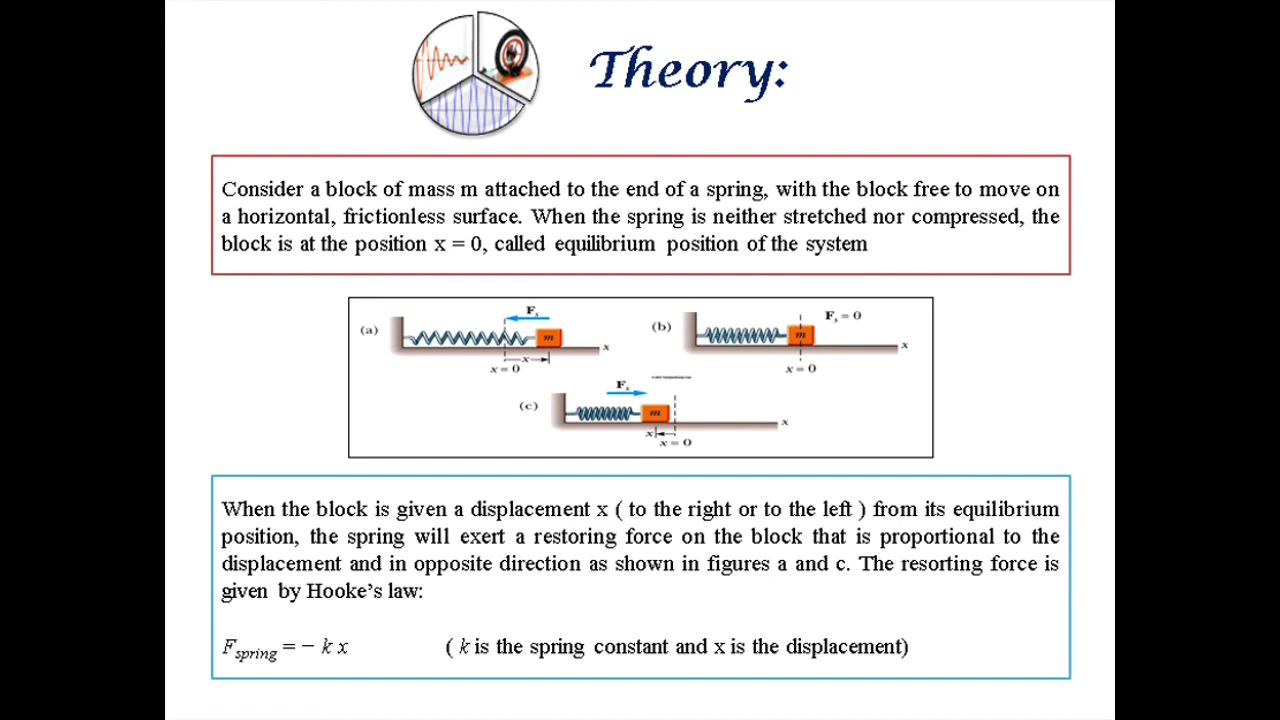 Theory:
Consider a block of mass m attached to the end of a spring, with the block free to move on
a horizontal, frictionless surface. When the spring is neither stretched nor compressed, the
block is at the position x = 0, called equilibrium position of the system
(a)
Fs
m
x
x
x = 0
(b)
Fs = 0
m
x
x = 0
(c)
Fs
m
x
x
x = 0
When the block is given a displacement x ( to the right or to the left ) from its equilibrium
position, the spring will exert a restoring force on the block that is proportional to the
displacement and in opposite direction as shown in figures a and c. The resorting force is
given by Hooke's law:
Fspring = − k x ( k is the spring constant and x is the displacement)